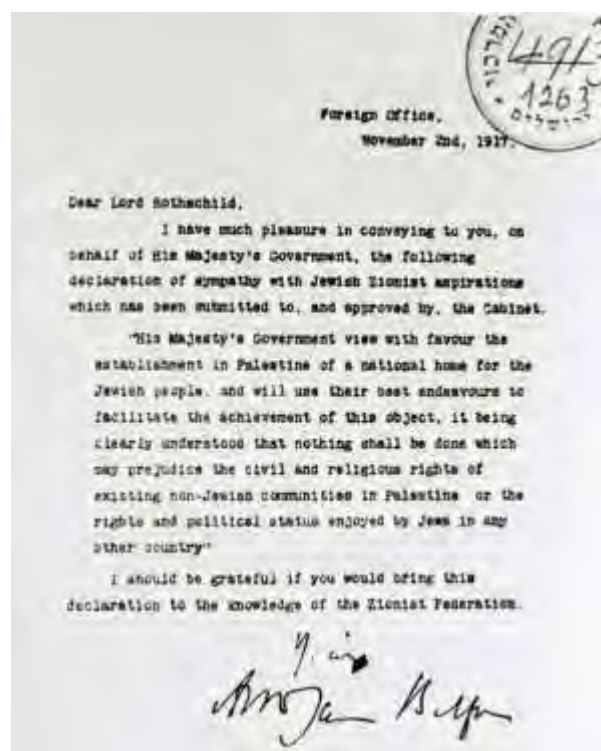 491
1263
Foreign Office,
November 2nd, 1917.
Dear Lord Rothschild,
I have much pleasure in conveying to you, on
behalf of His Majesty's Government, the following
declaration of sympathy with Jewish Zionist aspirations
which has been submitted to, and approved by, the Cabinet.
"His Majesty's Government view with favour the
establishment in Palestine of a national home for the
Jewish people, and will use their best endeavours to
facilitate the achievement of this object, it being
clearly understood that nothing shall be done which
may prejudice the civil and religious rights of
existing non-Jewish communities in Palestine or the
rights and political status enjoyed by Jews in any
other country"
I should be grateful if you would bring this
declaration to the knowledge of the Zionist Federation.